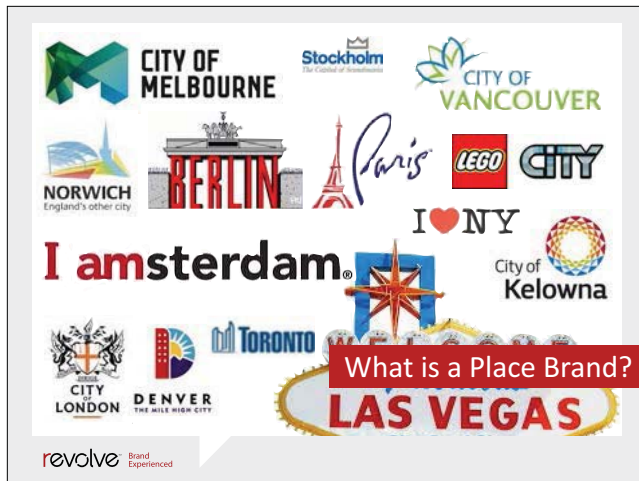 CITY OF
MELBOURNE
Stockholm
The Capital of Scandinavia
CITY OF
VANCOUVER
NORWICH
England's other city
BERLIN
Paris
LEGO CITY
I NY
I amsterdam®
City of
Kelowna
CITY
OF
LONDON
DENVER
THE MILE HIGH CITY
TORONTO
WELCOME
What is a Place Brand?
LAS VEGAS
revolve™
Brand
Experienced